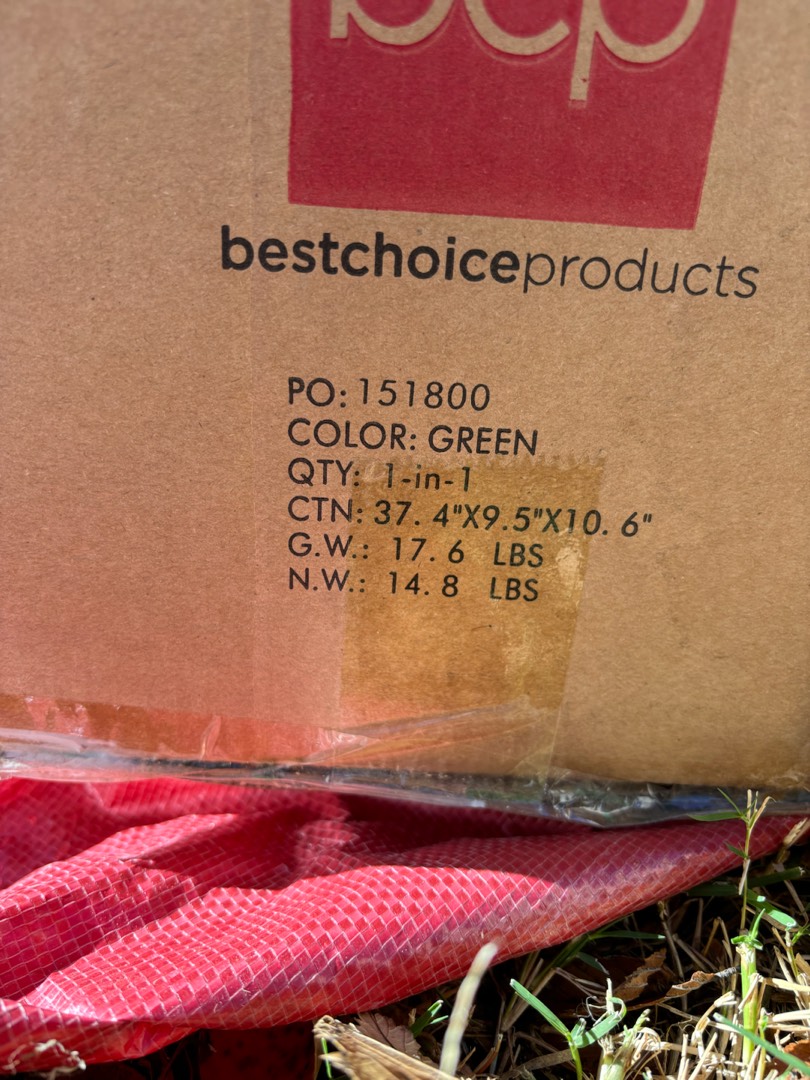 bcp
bestchoiceproducts
PO: 151800
COLOR: GREEN
QTY: 1-in-1
CTN: 37. 4"X9.5"X10. 6"
G.W.: 17. 6 LBS
N.W.: 14. 8 LBS